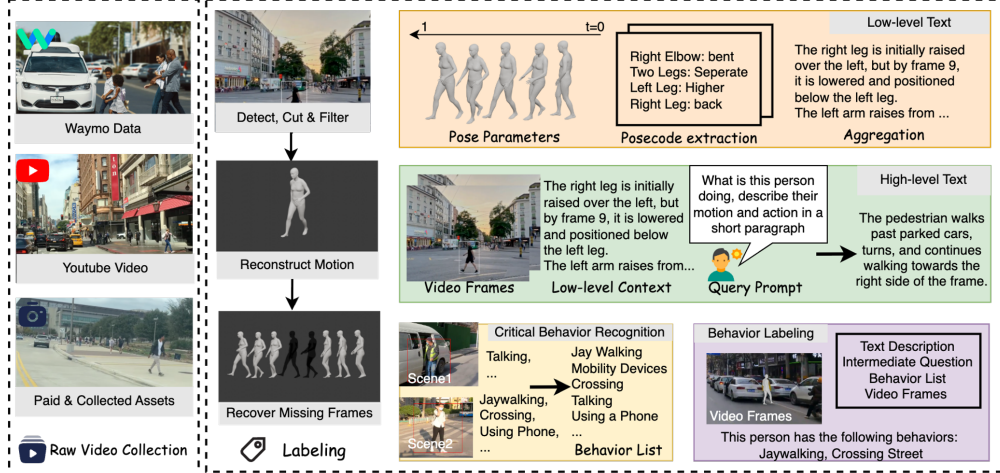 Waymo Data
Youtube Video
Paid & Collected Assets
Raw Video Collection
Detect, Cut & Filter
Reconstruct Motion
Recover Missing Frames
Labeling
1
t=0
Pose Parameters
Right Elbow: bent
Two Legs: Seperate
Left Leg: Higher
Right Leg: back
Posecode extraction
Low-level Text
The right leg is initially raised
over the left, but by frame 9,
it is lowered and positioned
below the left leg.
The left arm raises from ...
Aggregation
Video Frames
The right leg is initially
raised over the left, but
by frame 9, it is lowered
and positioned below
the left leg.
The left arm raises from...
Low-level Context
What is this person
doing, describe their
motion and action in a
short paragraph
Query Prompt
High-level Text
The pedestrian walks
past parked cars,
turns, and continues
walking towards the
right side of the frame.
Critical Behavior Recognition
Scene1
Talking,
...
Scene2
Jaywalking,
Crossing,
Using Phone,
...
Jay Walking
Mobility Devices
Crossing
Talking
Using a Phone
...
Behavior List
Behavior Labeling
Video Frames
Text Description
Intermediate Question
Behavior List
Video Frames
This person has the following behaviors:
Jaywalking, Crossing Street